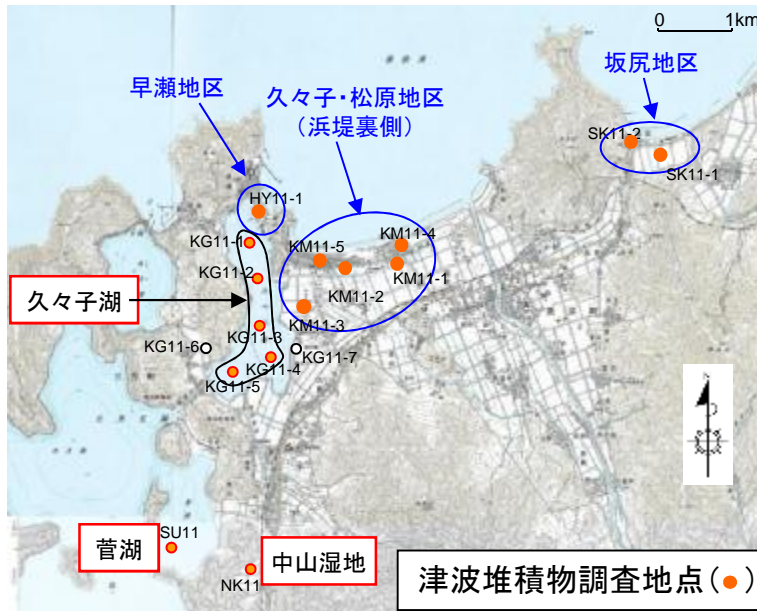 0 1km
坂尻地区
早瀬地区
久々子・松原地区
（浜堤裏側）
SK11-2
SK11-1
HY11-1
KG11-1
KM11-4
KM11-5
KG11-2
KM11-1
KM11-2
久々子湖
KM11-3
KG11-3
KG11-6
KG11-7
KG11-4
KG11-5
SU11
菅湖
中山湿地
NK11
津波堆積物調査地点(●)